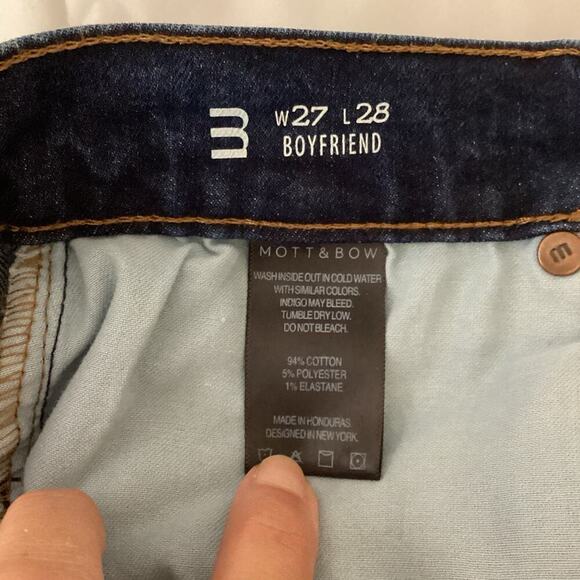 W27 L28
BOYFRIEND
MOTT & BOW
WASH INSIDE OUT IN COLD WATER
WITH SIMILAR COLORS.
INDIGO MAY BLEED.
TUMBLE DRY LOW.
DO NOT BLEACH.
94% COTTON
5% POLYESTER
1% ELASTANE
MADE IN HONDURAS.
DESIGNED IN NEW YORK.